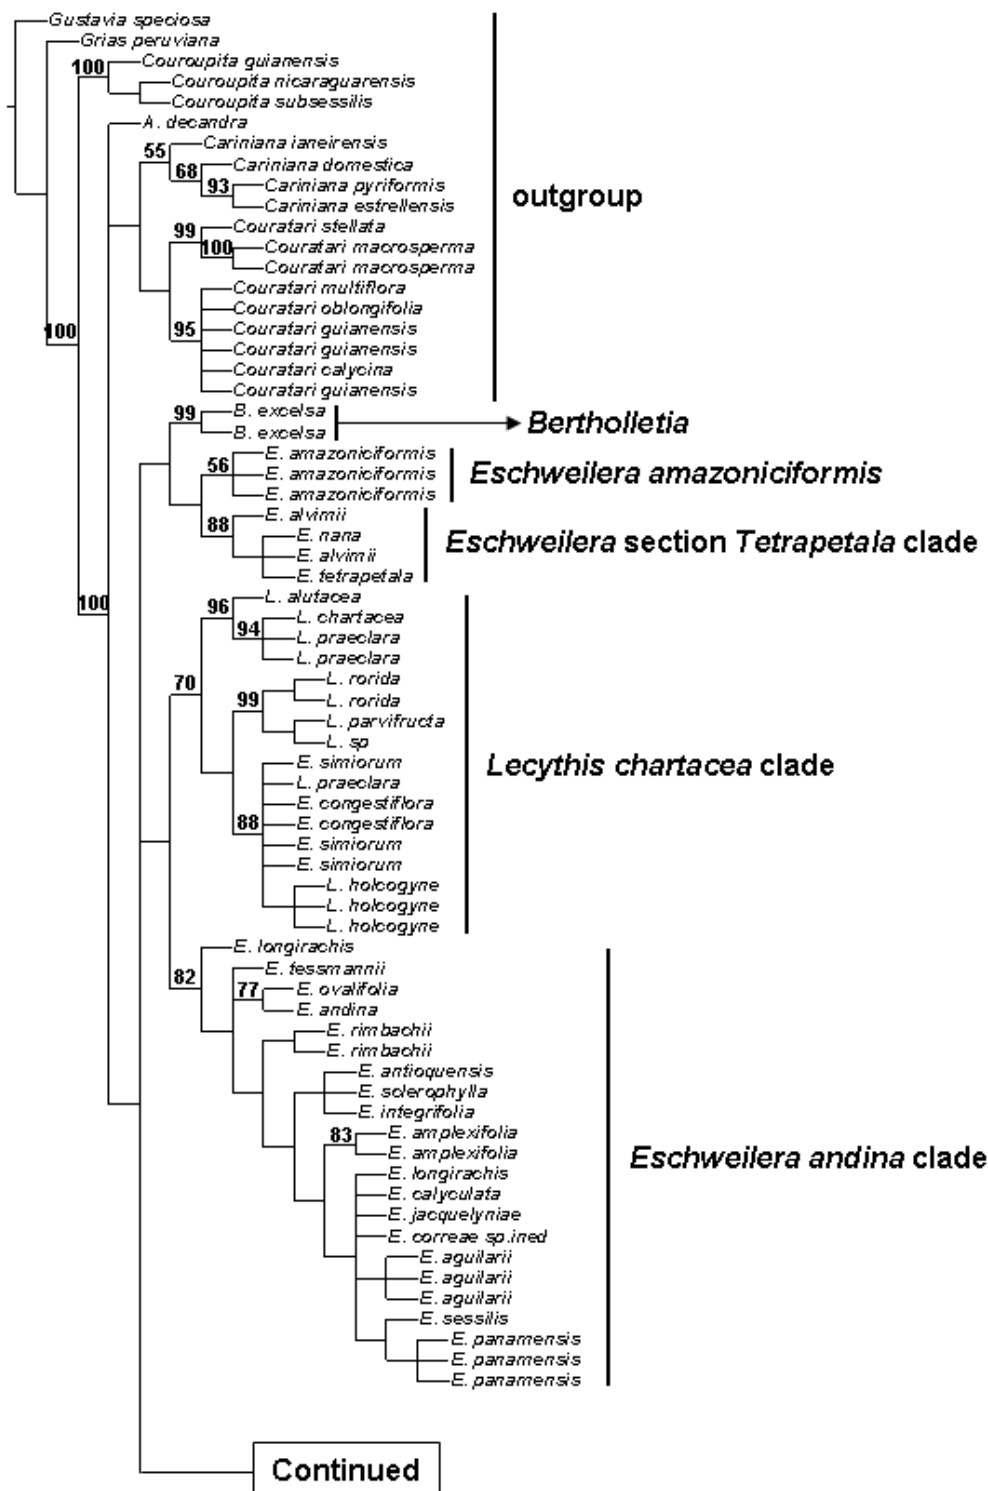 Gustavia speciosa
Grias peruviana
100
Couroupita guianensis
Couroupita nicaraguarensis
Couroupita subsessilis
A. decandra
55
Cariniana ianeirensis
68
Cariniana domestica
93
Cariniana pyriformis
Cariniana estrellensis
outgroup
99
Couratari stellata
100
Couratari macrosperma
Couratari macrosperma
Couratari multiflora
Couratari oblongifolia
100
95
Couratari guianensis
Couratari guianensis
Couratari calycina
Couratari guianensis
99
B. excelsa
B. excelsa
Bertholletia
E. amazoniciformis
56
E. amazoniciformis
E. amazoniciformis
Eschweilera amazoniciformis
E. alvimii
88
E. nana
E. alvimii
E. tetrapetala
Eschweilera section Tetrapetala clade
100
96
L. alutacea
L. chartacea
94
L. praeclara
L. praeclara
70
L. rorida
99
L. rorida
L. parvifructa
L. sp
E. simiorum
Lecythis chartacea clade
L. praeclara
E. congestiflora
88
E. congestiflora
E. simiorum
E. simiorum
L. holcogyne
L. holcogyne
L. holcogyne
E. longirachis
82
E. tessmannii
77
E. ovalifolia
E. andina
E. rimbachii
E. rimbachii
E. antioquensis
E. sclerophylla
E. integrifolia
83
E. amplexifolia
E. amplexifolia
Eschweilera andina clade
E. longirachis
E. calyculata
E. jacquelyniae
E. correae sp.ined
E. aguilarii
E. aguilarii
E. aguilarii
E. sessilis
E. panamensis
E. panamensis
E. panamensis
Continued